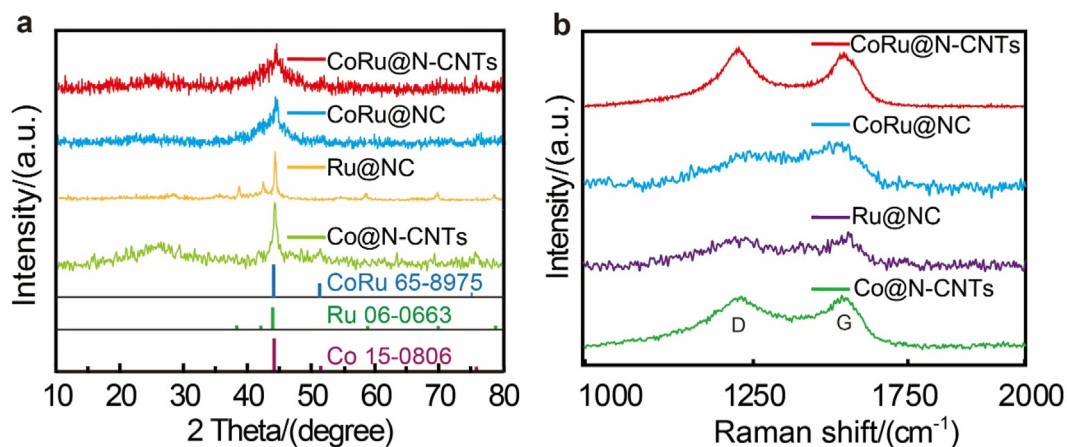 a
CoRu@N-CNTs
CoRu@NC
Ru@NC
Co@N-CNTs
CoRu 65-8975
Ru 06-0663
Co 15-0806
Intensity/(a.u.)
10 20 30 40 50 60 70 80
2 Theta/(degree)
b
CoRu@N-CNTs
CoRu@NC
Ru@NC
Co@N-CNTs
D G
Intensity/(a.u.)
1000 1250 1750 2000
Raman shift/(cm⁻¹)